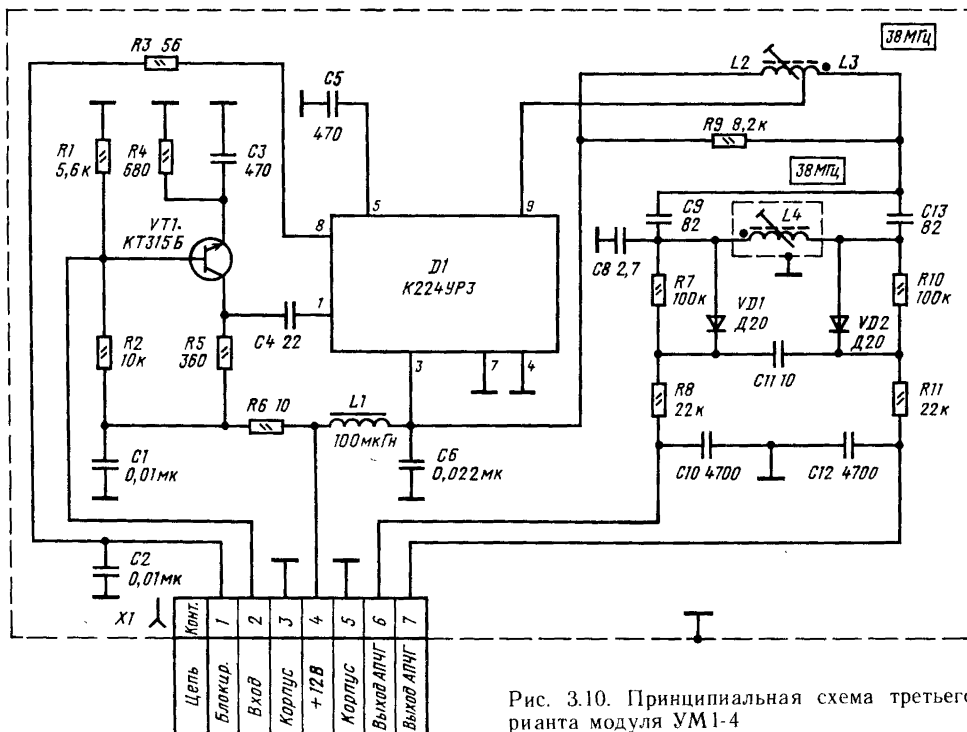 38МГц
R3 56
L2
L3
C5
470
R9 8,2к
R1
5,6к
R4
680
C3
470
38МГц
5
9
C9
82
L4
C13
82
8
VT1.
КТ315Б
D1
К224УР3
C8 2,7
R7
100к
R10
100к
VD1
Д20
VD2
Д20
1
C4 22
R2
10к
R5
360
3
7
4
C11 10
R8
22к
R11
22к
R6 10
L1
100мкГн
C1
0,01мк
C6
0,022мк
C10 4700
C12 4700
C2
0,01мк
X1
Конт.
1
2
3
4
5
6
7
Цепь
Блокир.
Вход
Корпус
+12В
Корпус
Выход АПЧГ
Выход АПЧГ
Рис. 3.10. Принципиальная схема третьего
рианта модуля УМ1-4